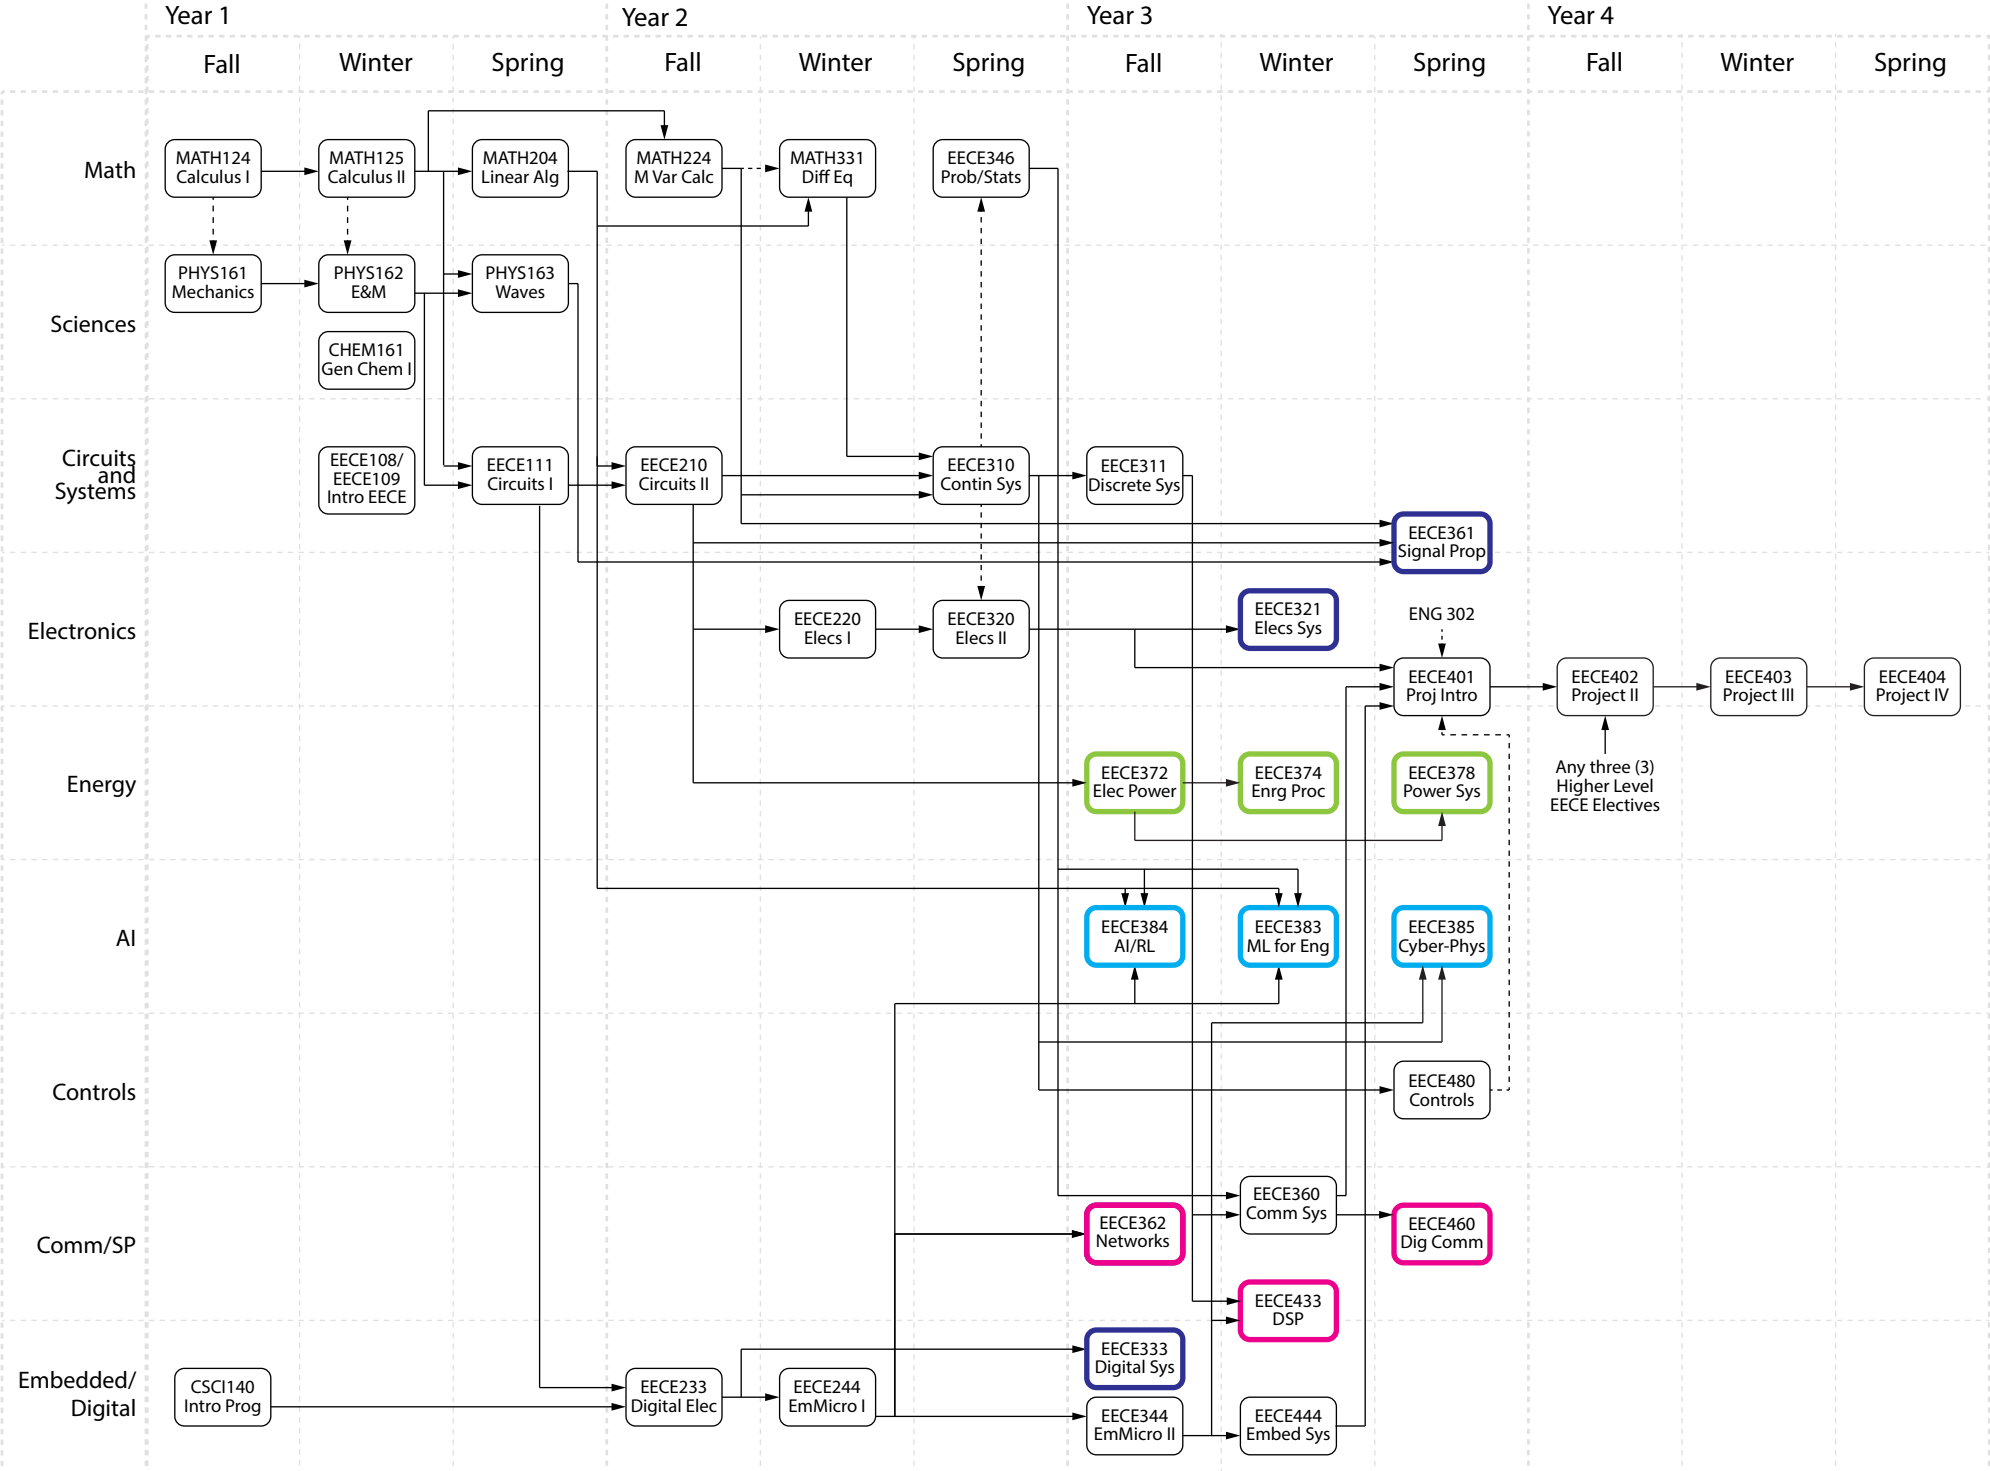 Year 1
Year 2
Year 3
Year 4
Fall
Winter
Spring
Fall
Winter
Spring
Fall
Winter
Spring
Fall
Winter
Spring
Math
MATH124
Calculus I
MATH125
Calculus II
MATH204
Linear Alg
MATH224
M Var Calc
MATH331
Diff Eq
EECE346
Prob/Stats
Sciences
PHYS161
Mechanics
PHYS162
E&M
PHYS163
Waves
CHEM161
Gen Chem I
Circuits
and
Systems
EECE108/
EECE109
Intro EECE
EECE111
Circuits I
EECE210
Circuits II
EECE310
Contin Sys
EECE311
Discrete Sys
EECE361
Signal Prop
Electronics
EECE220
Elecs I
EECE320
Elecs II
EECE321
Elecs Sys
ENG 302
EECE401
Proj Intro
EECE402
Project II
EECE403
Project III
EECE404
Project IV
Energy
EECE372
Elec Power
EECE374
Enrg Proc
EECE378
Power Sys
Any three (3)
Higher Level
EECE Electives
AI
EECE384
AI/RL
EECE383
ML for Eng
EECE385
Cyber-Phys
Controls
EECE480
Controls
Comm/SP
EECE362
Networks
EECE360
Comm Sys
EECE460
Dig Comm
EECE433
DSP
Embedded/
Digital
CSCI140
Intro Prog
EECE233
Digital Elec
EECE244
EmMicro I
EECE333
Digital Sys
EECE344
EmMicro II
EECE444
Embed Sys